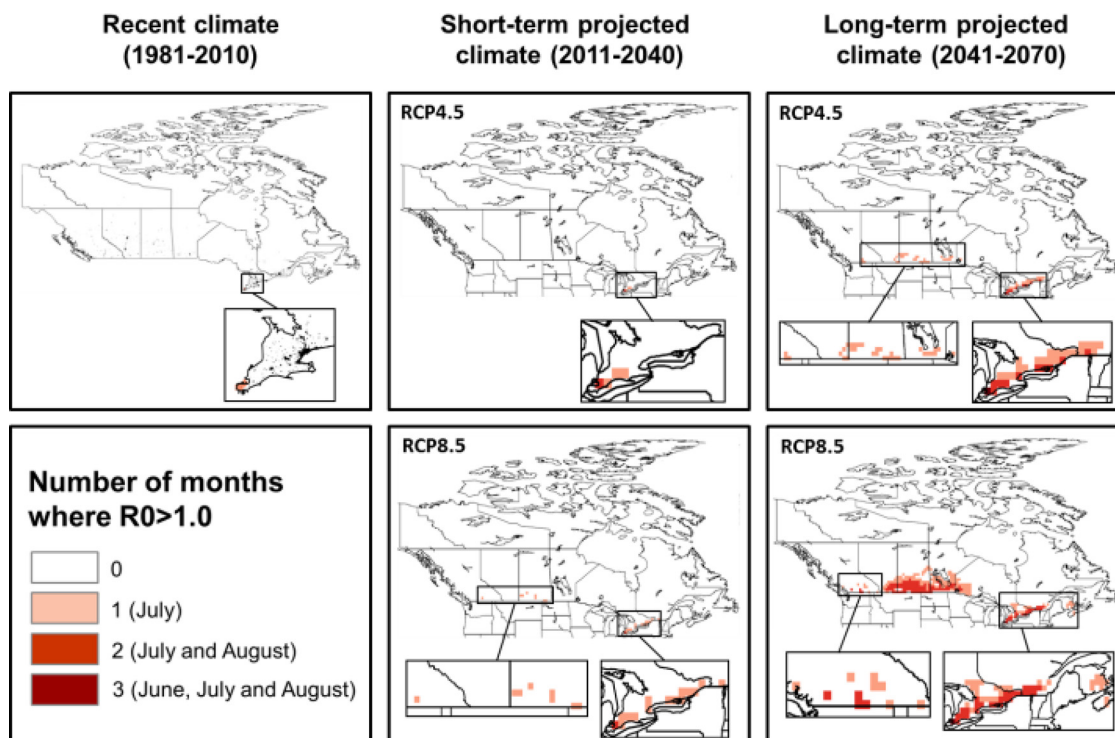 Recent climate
(1981-2010)
Short-term projected
climate (2011-2040)
Long-term projected
climate (2041-2070)
RCP4.5
RCP4.5
RCP8.5
RCP8.5
Number of months
where R0>1.0
0
1 (July)
2 (July and August)
3 (June, July and August)